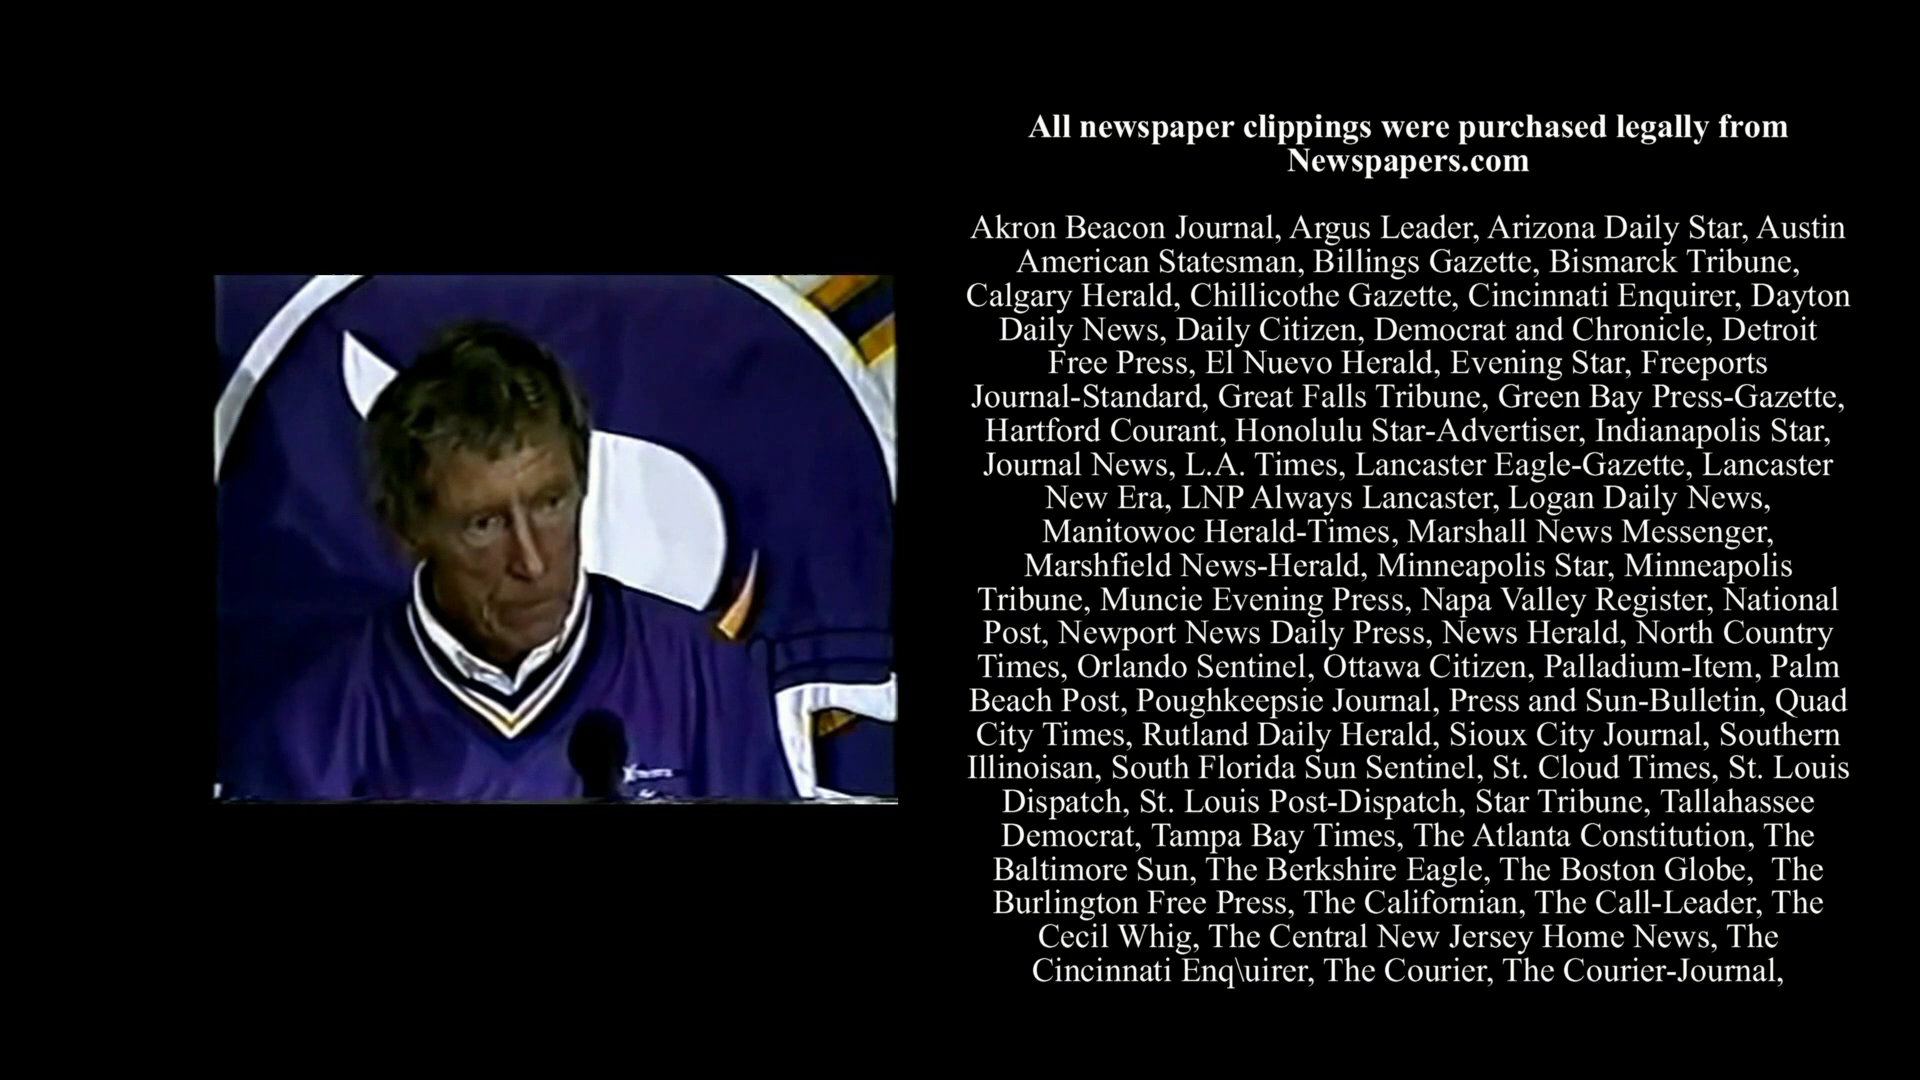 All newspaper clippings were purchased legally from
Newspapers.com
Akron Beacon Journal, Argus Leader, Arizona Daily Star, Austin
American Statesman, Billings Gazette, Bismarck Tribune,
Calgary Herald, Chillicothe Gazette, Cincinnati Enquirer, Dayton
Daily News, Daily Citizen, Democrat and Chronicle, Detroit
Free Press, El Nuevo Herald, Evening Star, Freeports
Journal-Standard, Great Falls Tribune, Green Bay Press-Gazette,
Hartford Courant, Honolulu Star-Advertiser, Indianapolis Star,
Journal News, L.A. Times, Lancaster Eagle-Gazette, Lancaster
New Era, LNP Always Lancaster, Logan Daily News,
Manitowoc Herald-Times, Marshall News Messenger,
Marshfield News-Herald, Minneapolis Star, Minneapolis
Tribune, Muncie Evening Press, Napa Valley Register, National
Post, Newport News Daily Press, News Herald, North Country
Times, Orlando Sentinel, Ottawa Citizen, Palladium-Item, Palm
Beach Post, Poughkeepsie Journal, Press and Sun-Bulletin, Quad
City Times, Rutland Daily Herald, Sioux City Journal, Southern
Illinoisan, South Florida Sun Sentinel, St. Cloud Times, St. Louis
Dispatch, St. Louis Post-Dispatch, Star Tribune, Tallahassee
Democrat, Tampa Bay Times, The Atlanta Constitution, The
Baltimore Sun, The Berkshire Eagle, The Boston Globe,  The
Burlington Free Press, The Californian, The Call-Leader, The
Cecil Whig, The Central New Jersey Home News, The
Cincinnati Enq\uirer, The Courier, The Courier-Journal,